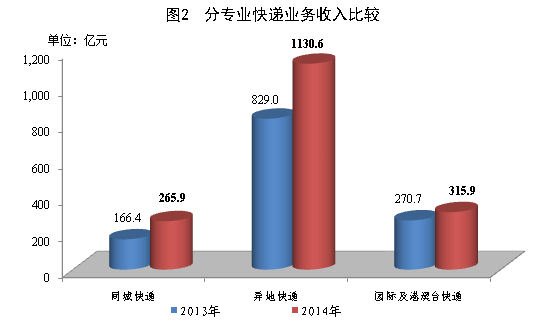 图2 分专业快递业务收入比较
单位：亿元
1,200
1,000
800
600
400
200
0
166.4
265.9
829.0
1130.6
270.7
315.9
同城快递
异地快递
国际及港澳台快递
2013年
2014年